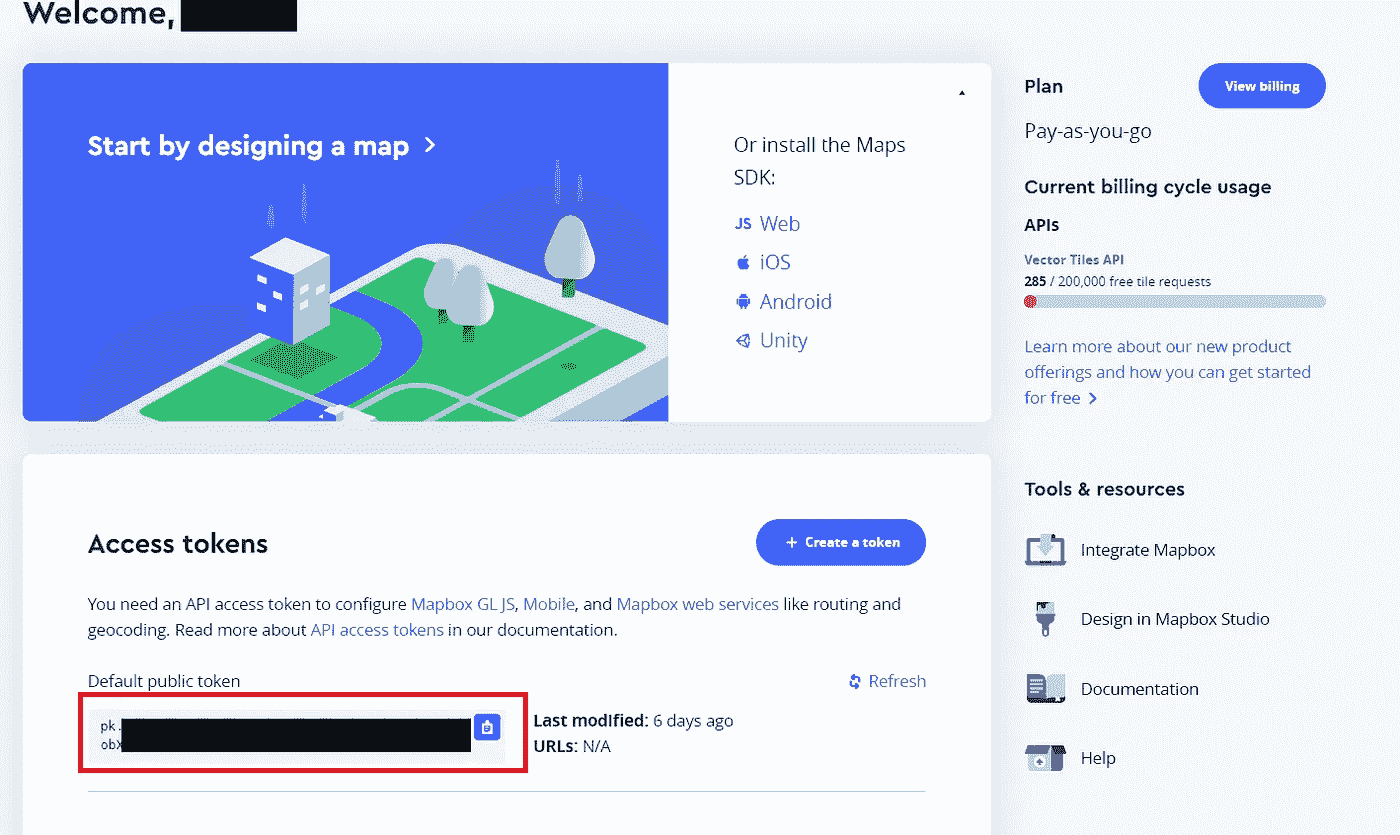 Welcome,
Start by designing a map
Or install the Maps
SDK:
JS Web
iOS
Android
Unity
Plan
View billing
Pay-as-you-go
Current billing cycle usage
APIs
Vector Tiles API
285 / 200,000 free tile requests
Learn more about our new product
offerings and how you can get started
for free >
Tools & resources
Integrate Mapbox
Design in Mapbox Studio
Documentation
Help
Access tokens
+ Create a token
You need an API access token to configure Mapbox GL JS, Mobile, and Mapbox web services like routing and
geocoding. Read more about API access tokens in our documentation.
Default public token
Refresh
pk.
obX
Last modified: 6 days ago
URLs: N/A